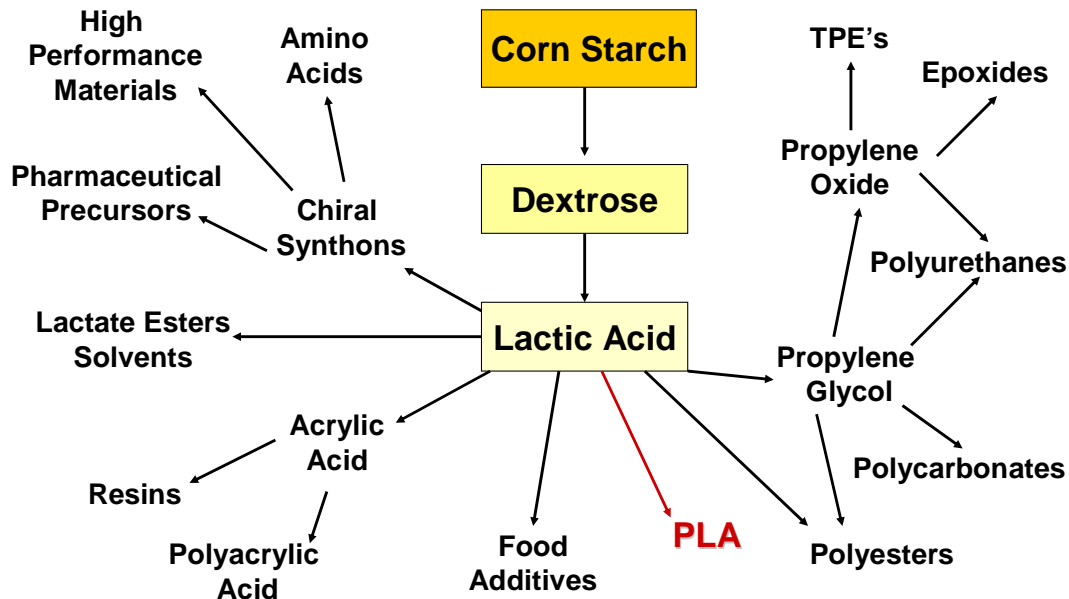 High
Performance
Materials
Amino
Acids
Corn Starch
TPE's
Epoxides
Pharmaceutical
Precursors
Chiral
Synthons
Dextrose
Propylene
Oxide
Polyurethanes
Lactate Esters
Solvents
Lactic Acid
Propylene
Glycol
Acrylic
Acid
Resins
Polycarbonates
Polyacrylic
Acid
Food
Additives
PLA
Polyesters